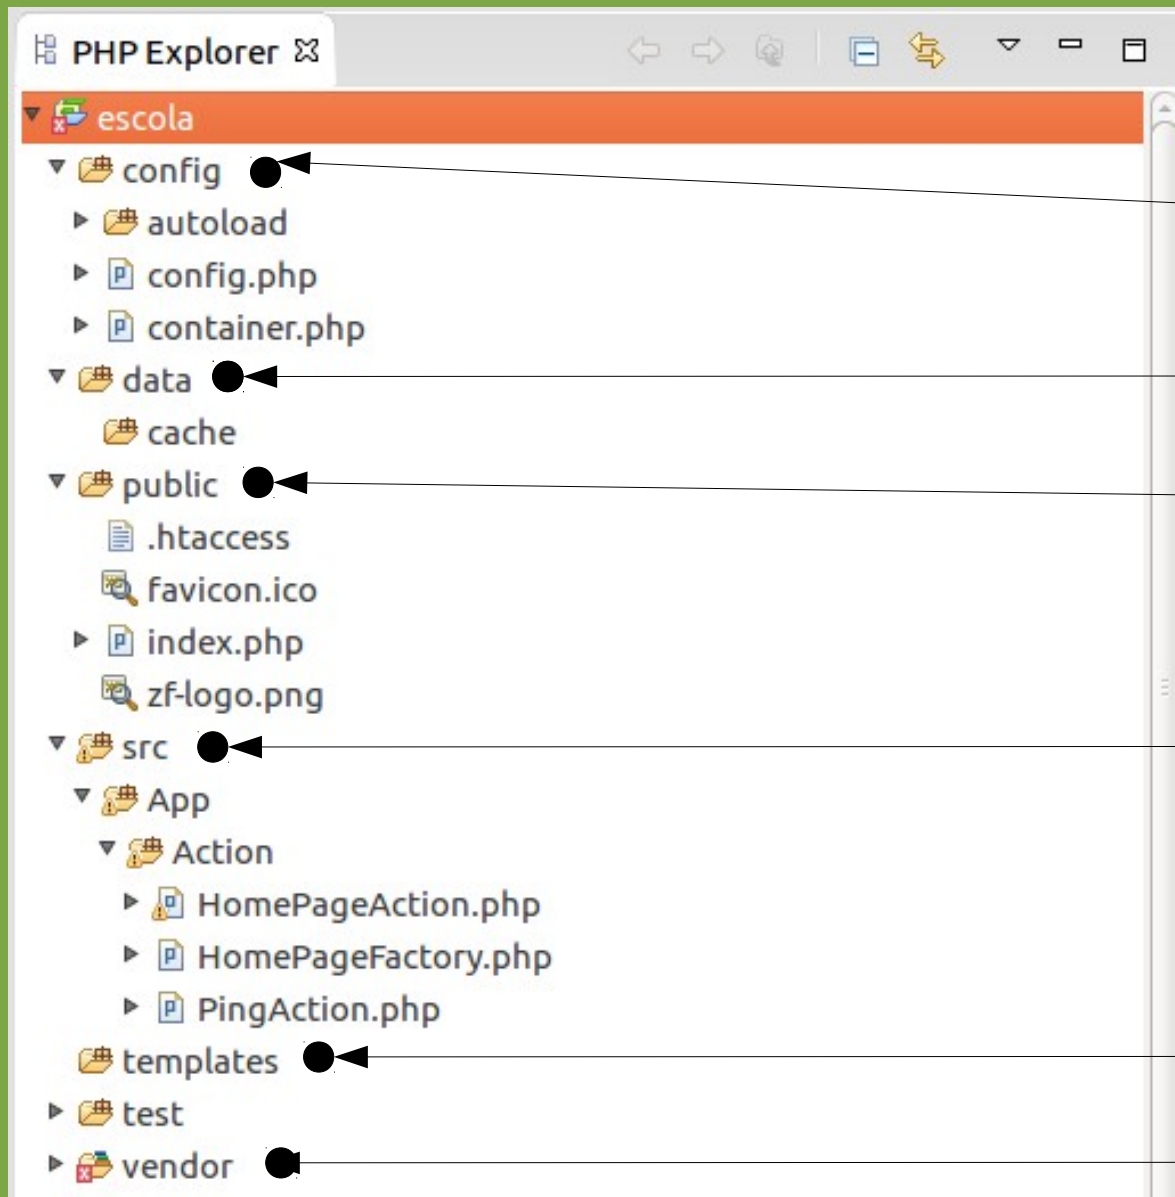 PHP Explorer
escola
config
autoload
config.php
container.php
data
cache
public
.htaccess
favicon.ico
index.php
zf-logo.png
src
App
Action
HomePageAction.php
HomePageFactory.php
PingAction.php
templates
test
vendor